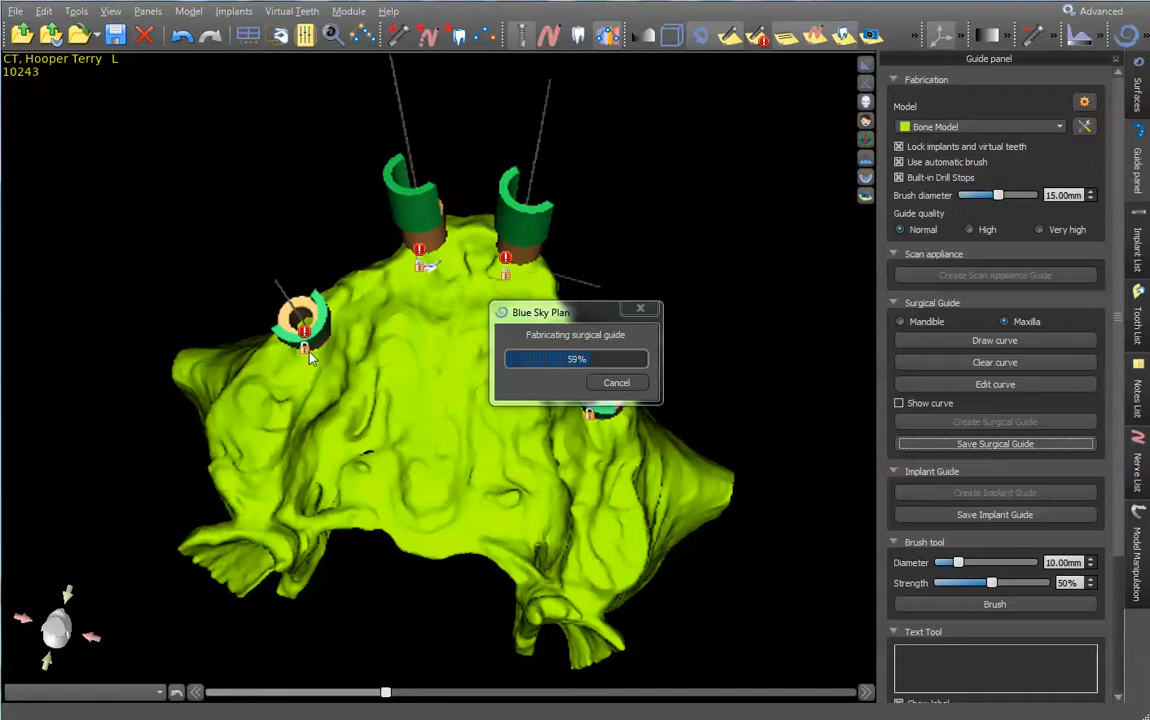 File Edit Tools View Panels Model Implants Virtual Teeth Module Help
Advanced
CT, Hooper Terry L
10243
Guide panel
Fabrication
Model
Bone Model
Lock implants and virtual teeth
Use automatic brush
Built-in Drill Stops
Brush diameter 15.00mm
Guide quality
Normal High Very high
Scan appliance
Create Scan Appliance Guide
Surgical Guide
Mandible Maxilla
Draw curve
Clear curve
Edit curve
Show curve
Create Surgical Guide
Save Surgical Guide
Implant Guide
Create Implant Guide
Save Implant Guide
Brush tool
Diameter 10.00mm
Strength 50%
Brush
Text Tool
Blue Sky Plan
Fabricating surgical guide
59%
Cancel
Surfaces
Guide panel
Implant List
Tooth List
Notes List
Nerve List
Model Manipulation